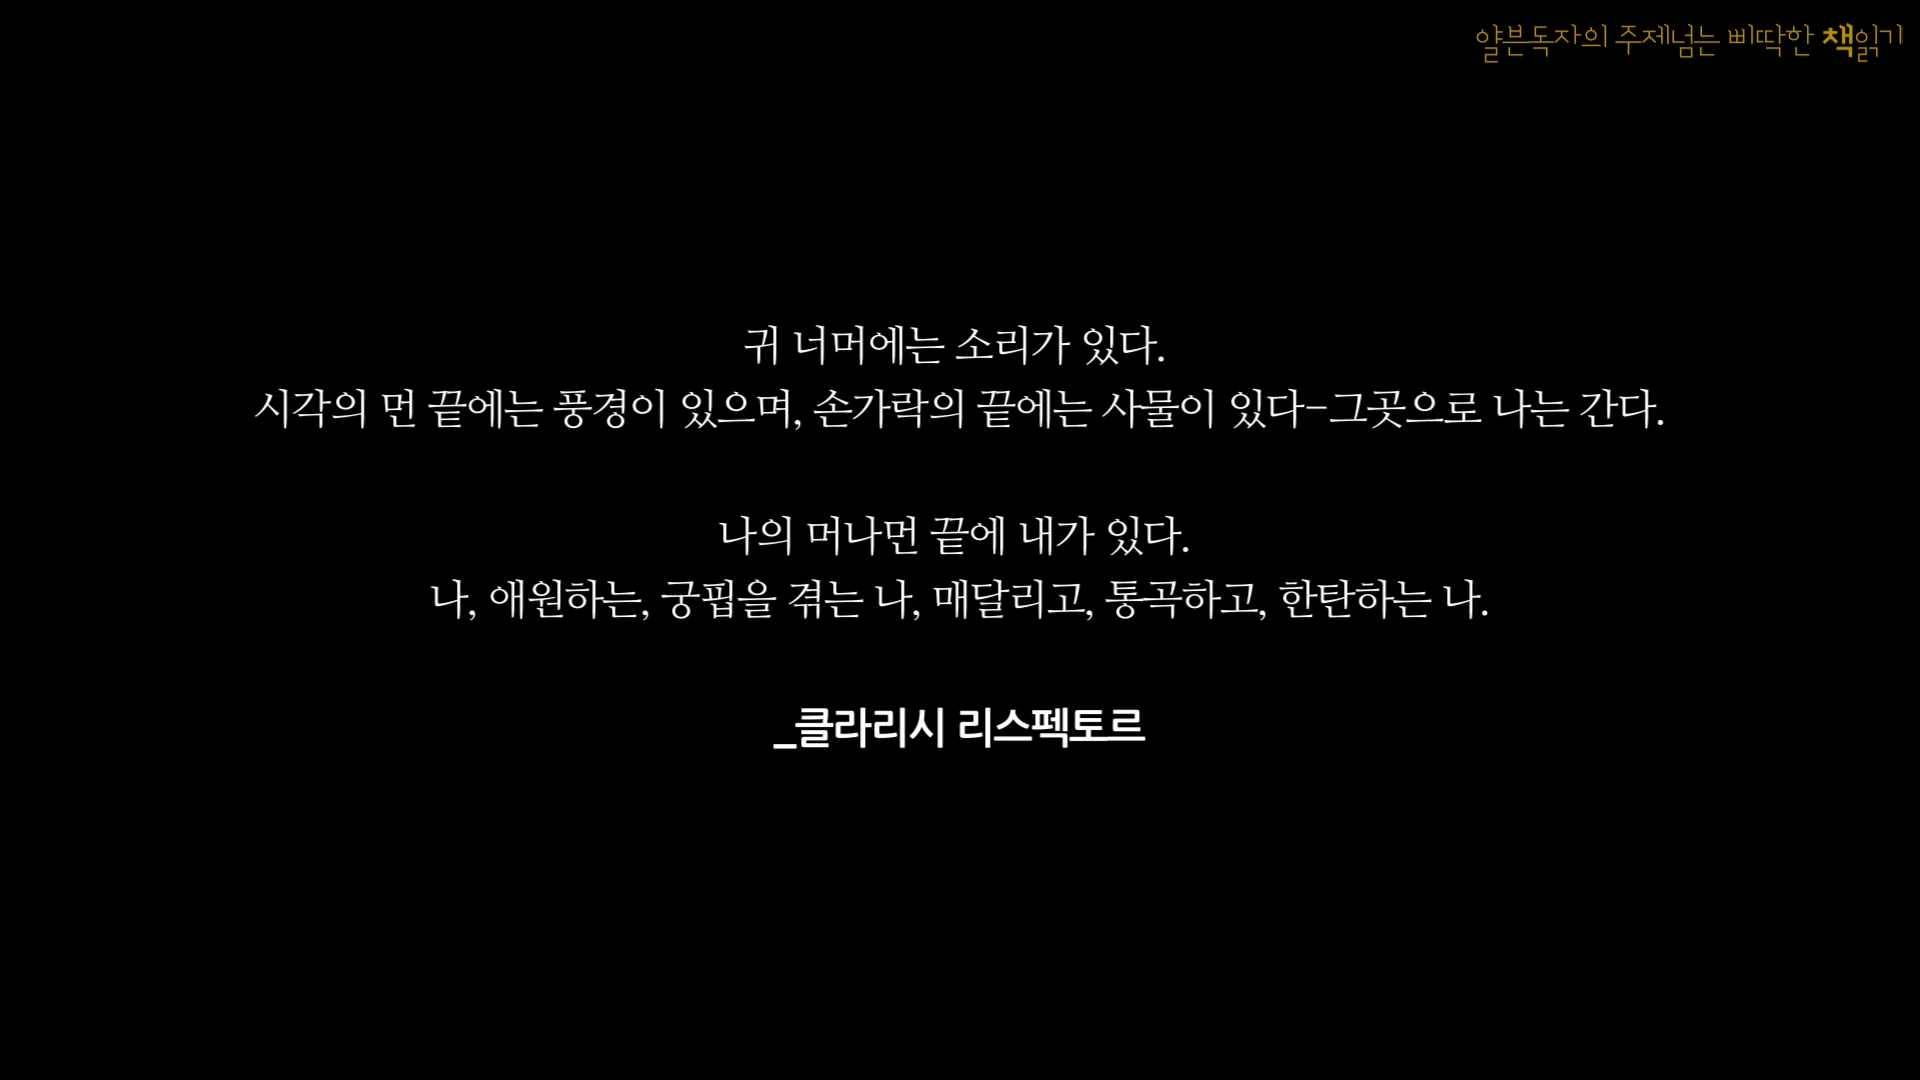 얄븐독자의 주제넘는 삐딱한 책읽기
귀 너머에는 소리가 있다.
시각의 먼 끝에는 풍경이 있으며, 손가락의 끝에는 사물이 있다-그곳으로 나는 간다.
나의 머나먼 끝에 내가 있다.
나, 애원하는, 궁핍을 겪는 나, 매달리고, 통곡하고, 한탄하는 나.
_클라리시 리스펙토르